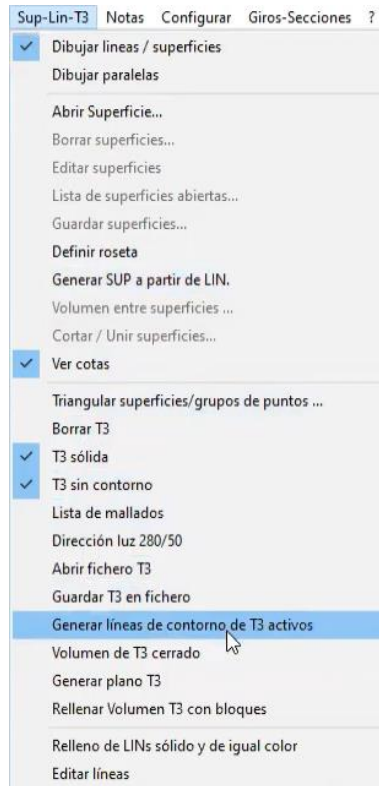 Sup-Lin-T3 Notas Configurar Giros-Secciones ?
Dibujar lineas / superficies
Dibujar paralelas
Abrir Superficie...
Borrar superficies...
Editar superficies
Lista de superficies abiertas...
Guardar superficies...
Definir roseta
Generar SUP a partir de LIN.
Volumen entre superficies ...
Cortar / Unir superficies...
Ver cotas
Triangular superficies/grupos de puntos ...
Borrar T3
T3 sólida
T3 sin contorno
Lista de mallados
Dirección luz 280/50
Abrir fichero T3
Guardar T3 en fichero
Generar líneas de contorno de T3 activos
Volumen de T3 cerrado
Generar plano T3
Rellenar Volumen T3 con bloques
Relleno de LINs sólido y de igual color
Editar líneas